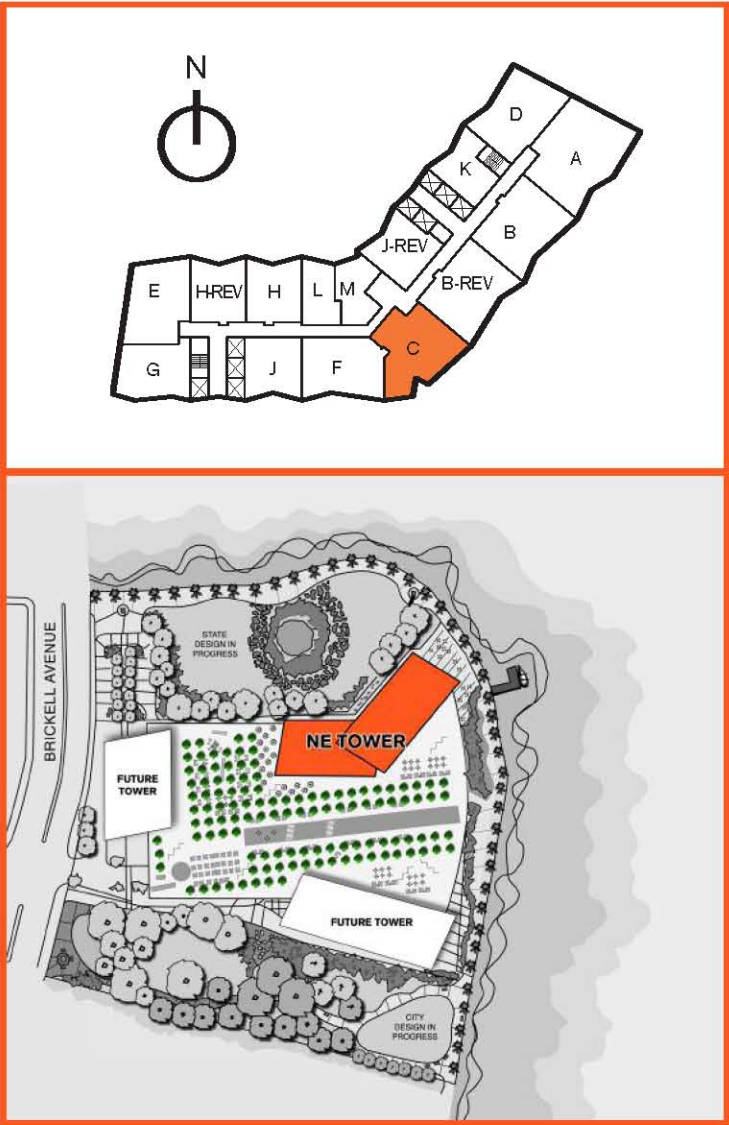 N
D
A
K
B
J-REV
B-REV
E
H-REV
H
L
M
C
G
J
F
BRICKELL AVENUE
STATE
DESIGN IN
PROGRESS
NE TOWER
FUTURE
TOWER
FUTURE TOWER
CITY
DESIGN IN
PROGRESS